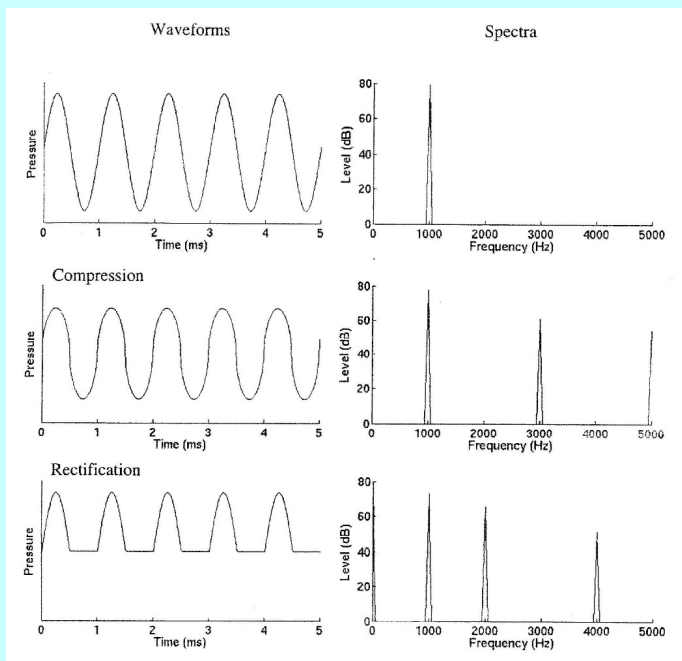 Waveforms
Spectra
Pressure
0 1 2 3 4 5
Time (ms)
Level (dB)
80
60
40
20
0
0 1000 2000 3000 4000 5000
Frequency (Hz)
Compression
Pressure
0 1 2 3 4 5
Time (ms)
Level (dB)
80
60
40
20
0
0 1000 2000 3000 4000 5000
Frequency (Hz)
Rectification
Pressure
0 1 2 3 4 5
Time (ms)
Level (dB)
80
60
40
20
0
0 1000 2000 3000 4000 5000
Frequency (Hz)